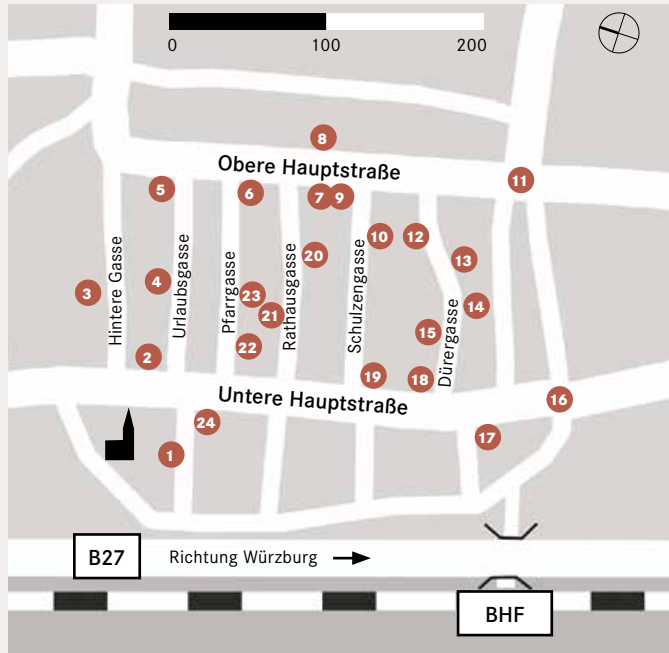 0 100 200
8
Obere Hauptstraße
11
5 6 7 9
10 12
20 13
3 4 23 21 14
Hintere Gasse
Urlaubsgasse
Pfarrgasse
Rathausgasse
Schulzengasse
Dürergasse
2 22 15
19 18
Untere Hauptstraße
16
24 17
1
B27
Richtung Würzburg
BHF